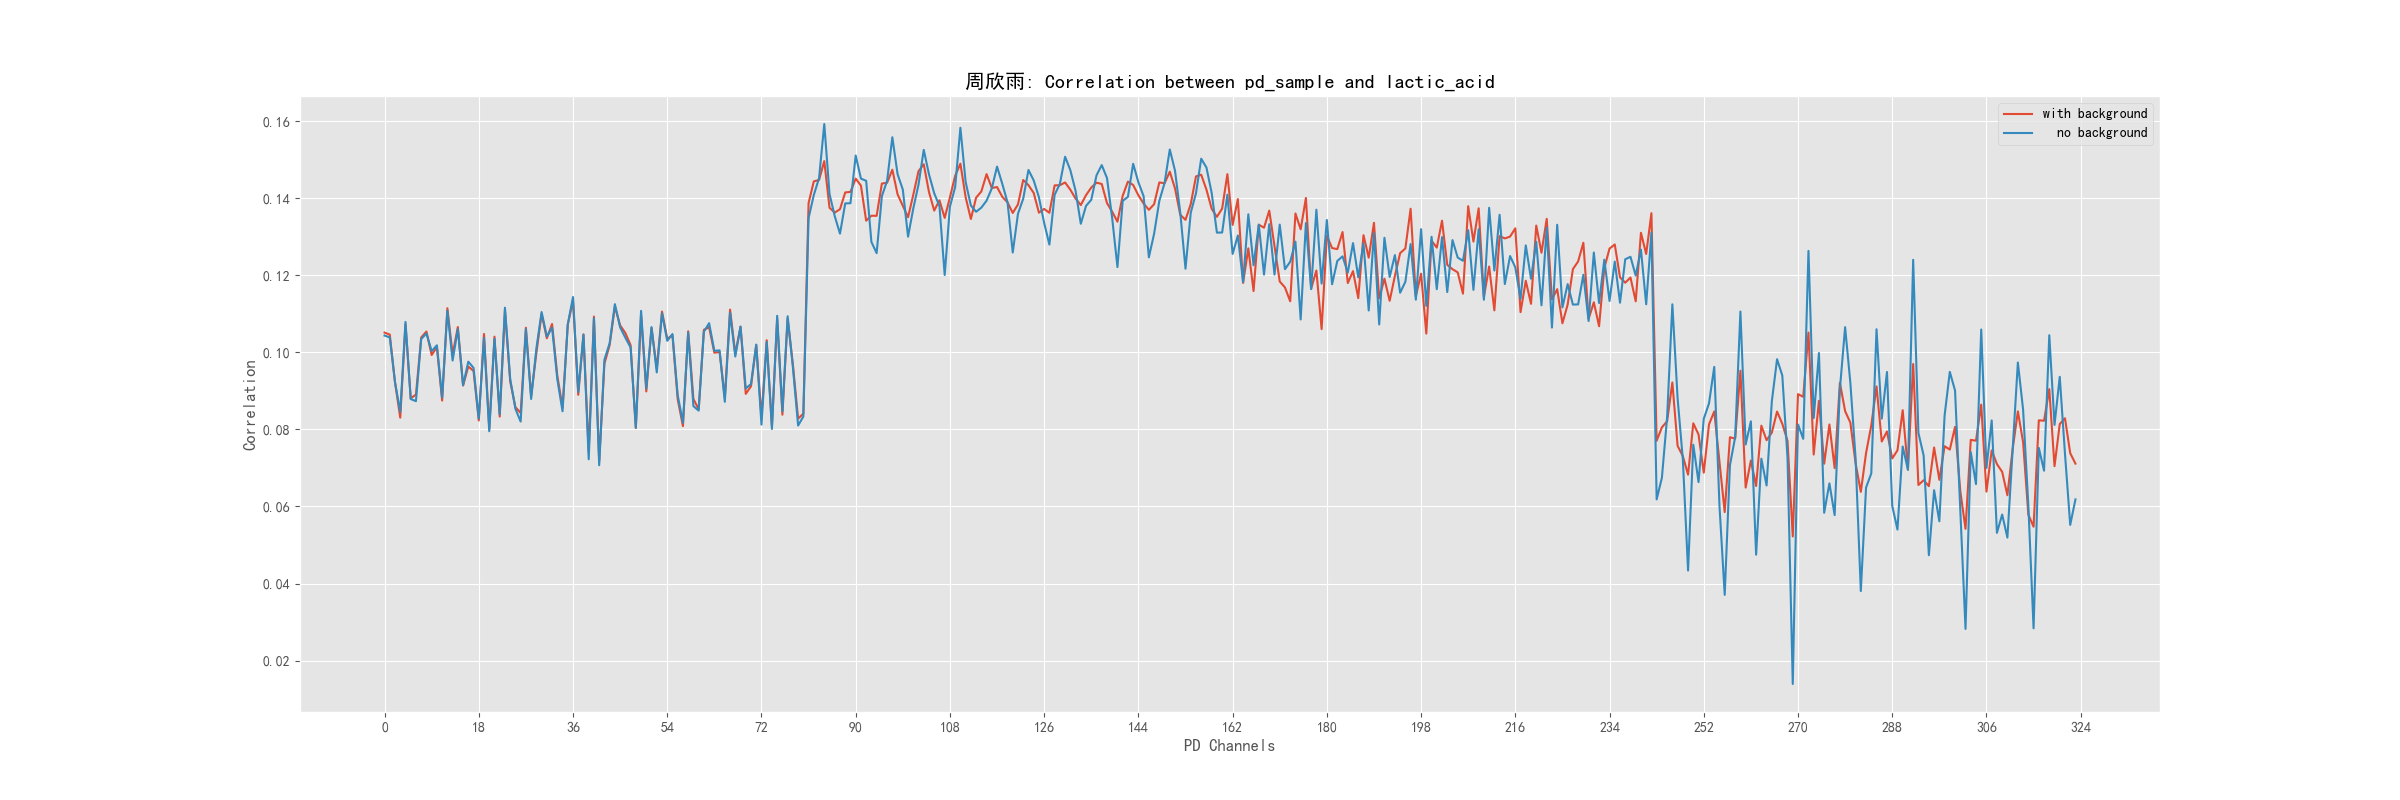 周欣雨: Correlation between pd_sample and lactic_acid
with background
no background
Correlation
0.16
0.14
0.12
0.10
0.08
0.06
0.04
0.02
0 18 36 54 72 90 108 126 144 162 180 198 216 234 252 270 288 306 324
PD Channels